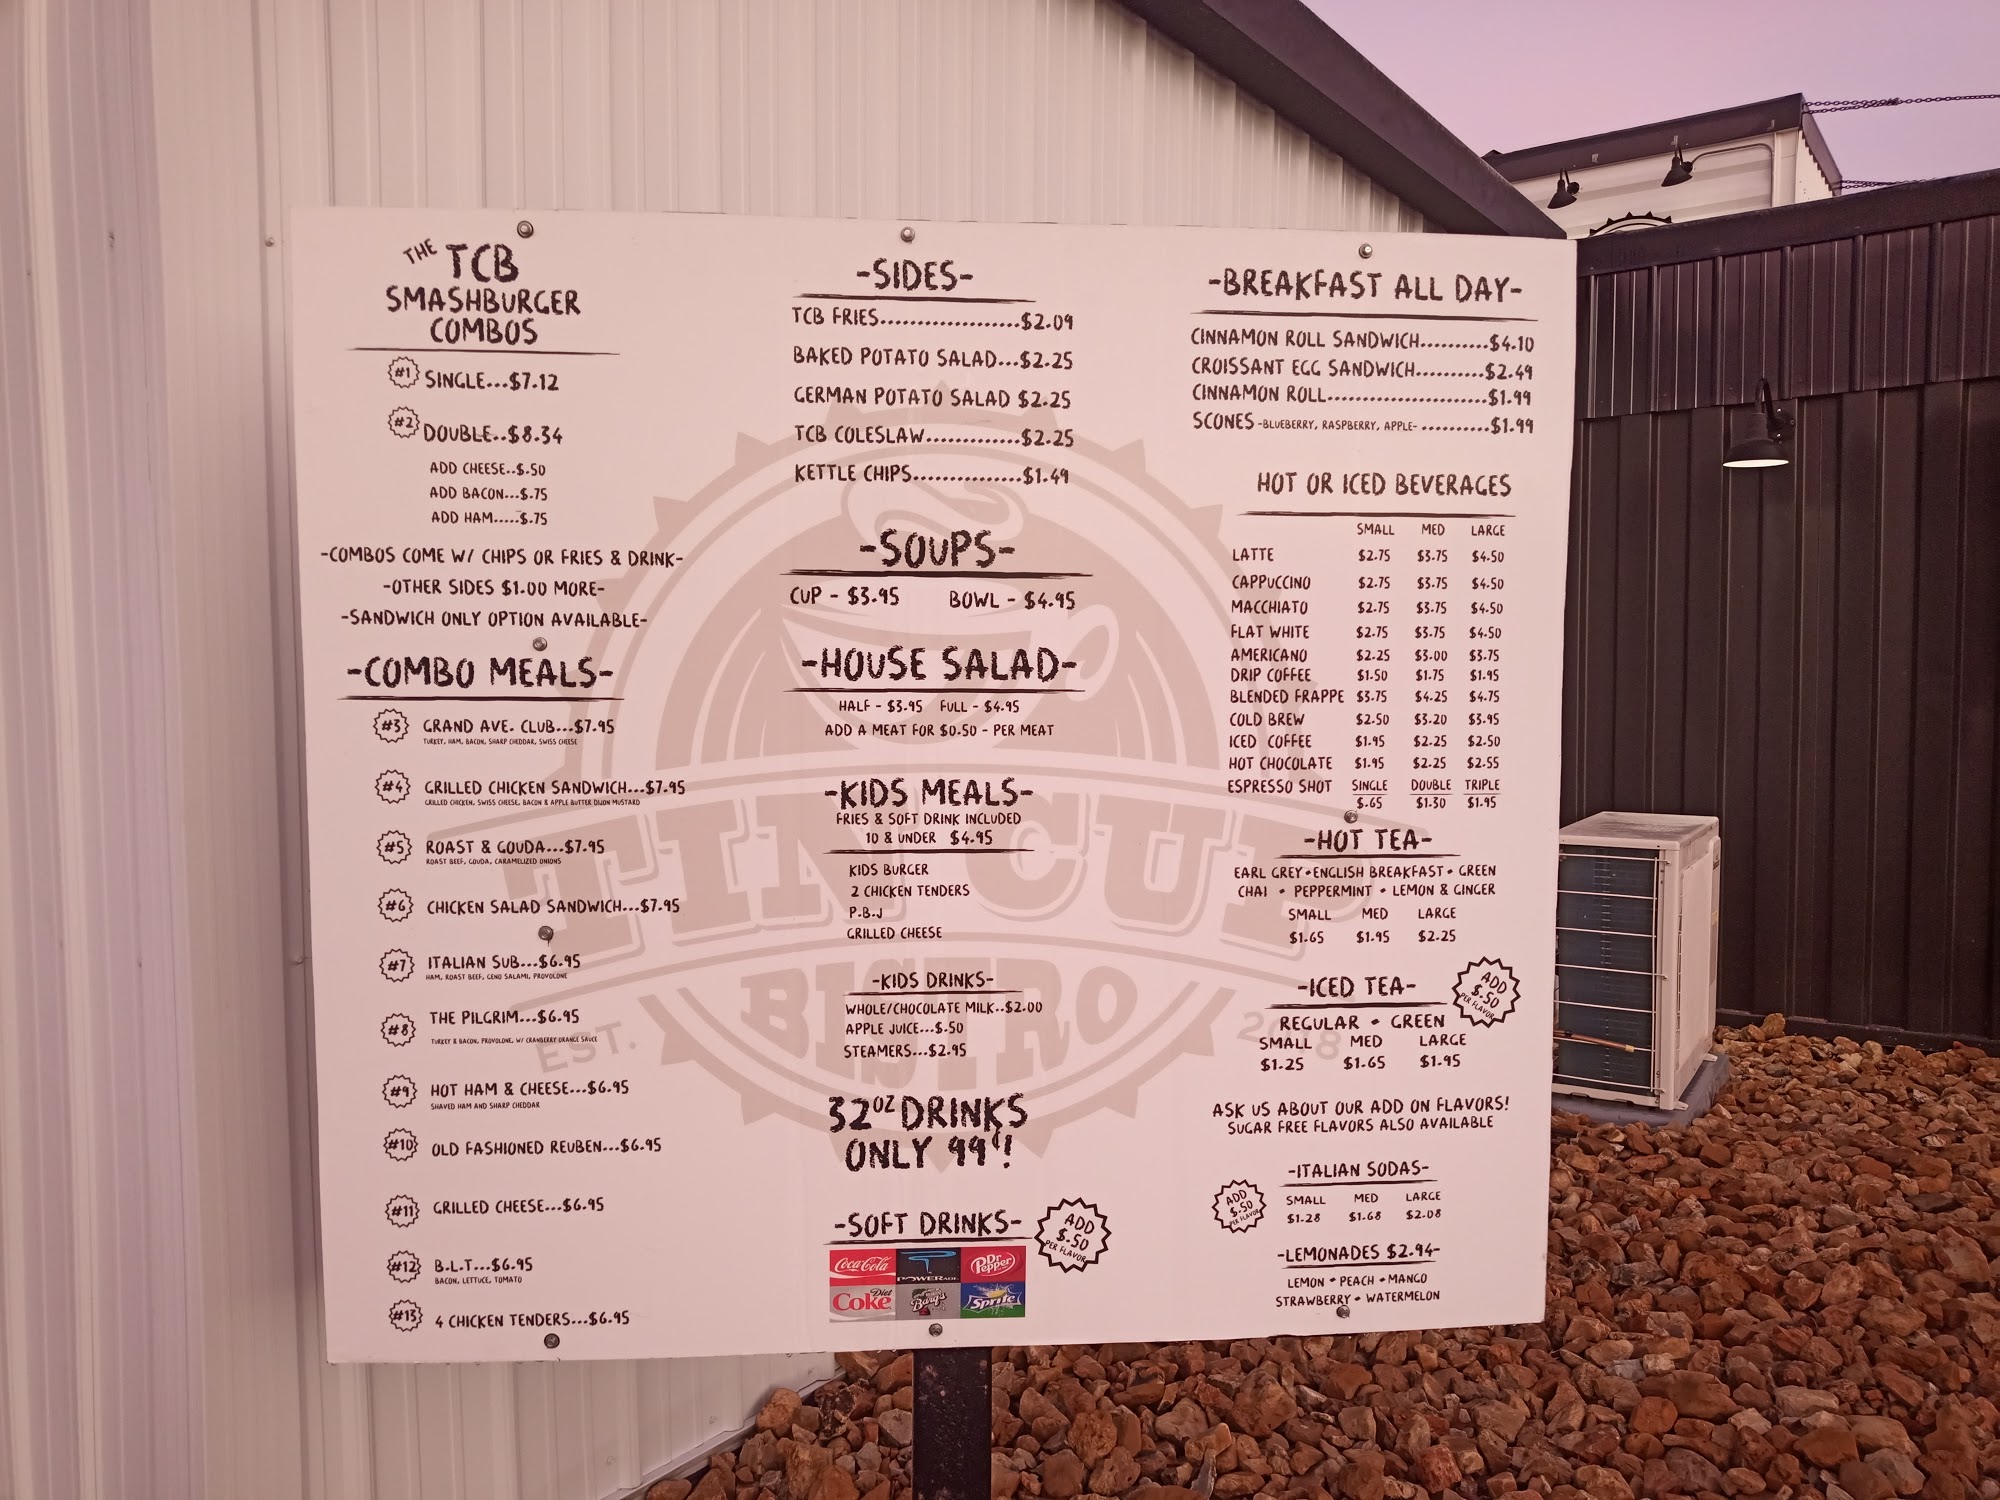 THE TCB
SMASHBURGER
COMBOS
#1 SINGLE...$7.12
#2 DOUBLE..$8.34
ADD CHEESE..$.50
ADD BACON...$.75
ADD HAM.....$.75
-COMBOS COME W/ CHIPS OR FRIES & DRINK-
-OTHER SIDES $1.00 MORE-
-SANDWICH ONLY OPTION AVAILABLE-
-COMBO MEALS-
#3 GRAND AVE. CLUB...$7.95
TURKEY, HAM, BACON, SHARP CHEDDAR, SWISS CHEESE
#4 GRILLED CHICKEN SANDWICH...$7.95
GRILLED CHICKEN, SWISS CHEESE, BACON & APPLE BUTTER DIJON MUSTARD
#5 ROAST & GOUDA...$7.95
ROAST BEEF, GOUDA, CARAMELIZED ONIONS
#6 CHICKEN SALAD SANDWICH...$7.95
#7 ITALIAN SUB...$6.95
HAM, ROAST BEEF, GENO SALAMI, PROVOLONE
#8 THE PILGRIM...$6.95
TURKEY & BACON, PROVOLONE, W/ CRANBERRY ORANGE SAUCE
#9 HOT HAM & CHEESE...$6.95
SHAVED HAM AND SHARP CHEDDAR
#10 OLD FASHIONED REUBEN...$6.95
#11 GRILLED CHEESE...$6.95
#12 B.L.T...$6.95
BACON, LETTUCE, TOMATO
#13 4 CHICKEN TENDERS...$6.95
-SIDES-
TCB FRIES...................$2.09
BAKED POTATO SALAD...$2.25
GERMAN POTATO SALAD $2.25
TCB COLESLAW.............$2.25
KETTLE CHIPS...............$1.49
-SOUPS-
CUP - $3.95 BOWL - $4.95
-HOUSE SALAD-
HALF - $3.95 FULL - $4.95
ADD A MEAT FOR $0.50 - PER MEAT
-KIDS MEALS-
FRIES & SOFT DRINK INCLUDED
10 & UNDER $4.95
KIDS BURGER
2 CHICKEN TENDERS
P.B.J
GRILLED CHEESE
-KIDS DRINKS-
WHOLE/CHOCOLATE MILK..$2.00
APPLE JUICE...$.50
STEAMERS...$2.95
32OZ DRINKS
ONLY 99¢!
-SOFT DRINKS-
ADD
$.50
PER FLAVOR
Coca-Cola POWERADE Dr Pepper
Diet Coke Barq's Sprite
TIN CUP
BISTRO
EST. 2018
-BREAKFAST ALL DAY-
CINNAMON ROLL SANDWICH..........$4.10
CROISSANT EGG SANDWICH..........$2.49
CINNAMON ROLL........................$1.99
SCONES -BLUEBERRY, RASPBERRY, APPLE- ..........$1.99
HOT OR ICED BEVERAGES
SMALL MED LARGE
LATTE $2.75 $3.75 $4.50
CAPPUCCINO $2.75 $3.75 $4.50
MACCHIATO $2.75 $3.75 $4.50
FLAT WHITE $2.75 $3.75 $4.50
AMERICANO $2.25 $3.00 $3.75
DRIP COFFEE $1.50 $1.75 $1.95
BLENDED FRAPPE $3.75 $4.25 $4.75
COLD BREW $2.50 $3.20 $3.95
ICED COFFEE $1.95 $2.25 $2.50
HOT CHOCOLATE $1.95 $2.25 $2.55
ESPRESSO SHOT SINGLE DOUBLE TRIPLE
$.65 $1.30 $1.95
-HOT TEA-
EARL GREY • ENGLISH BREAKFAST • GREEN
CHAI • PEPPERMINT • LEMON & GINGER
SMALL MED LARGE
$1.65 $1.95 $2.25
-ICED TEA-
ADD
$.50
PER FLAVOR
REGULAR • GREEN
SMALL MED LARGE
$1.25 $1.65 $1.95
ASK US ABOUT OUR ADD ON FLAVORS!
SUGAR FREE FLAVORS ALSO AVAILABLE
-ITALIAN SODAS-
ADD
$.50
PER FLAVOR
SMALL MED LARGE
$1.28 $1.68 $2.08
-LEMONADES $2.94-
LEMON • PEACH • MANGO
STRAWBERRY • WATERMELON